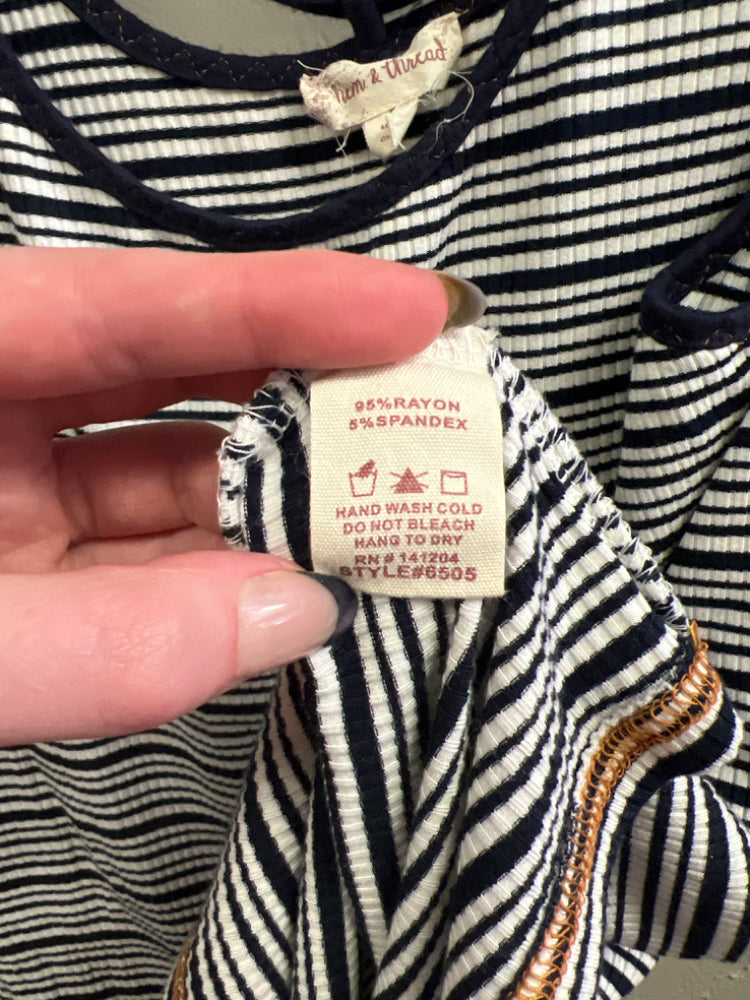 hem & thread
95%RAYON
5%SPANDEX
HAND WASH COLD
DO NOT BLEACH
HANG TO DRY
RN # 141204
STYLE#6505